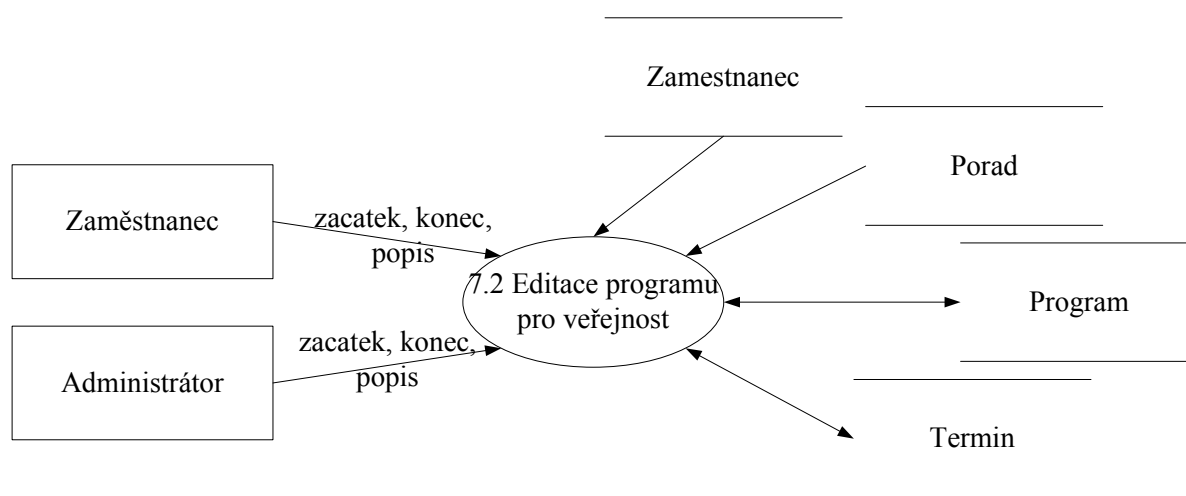 Zamestnanec
Porad
Zaměstnanec
zacatek, konec,
popis
7.2 Editace programu
pro veřejnost
Program
zacatek, konec,
popis
Administrátor
Termin